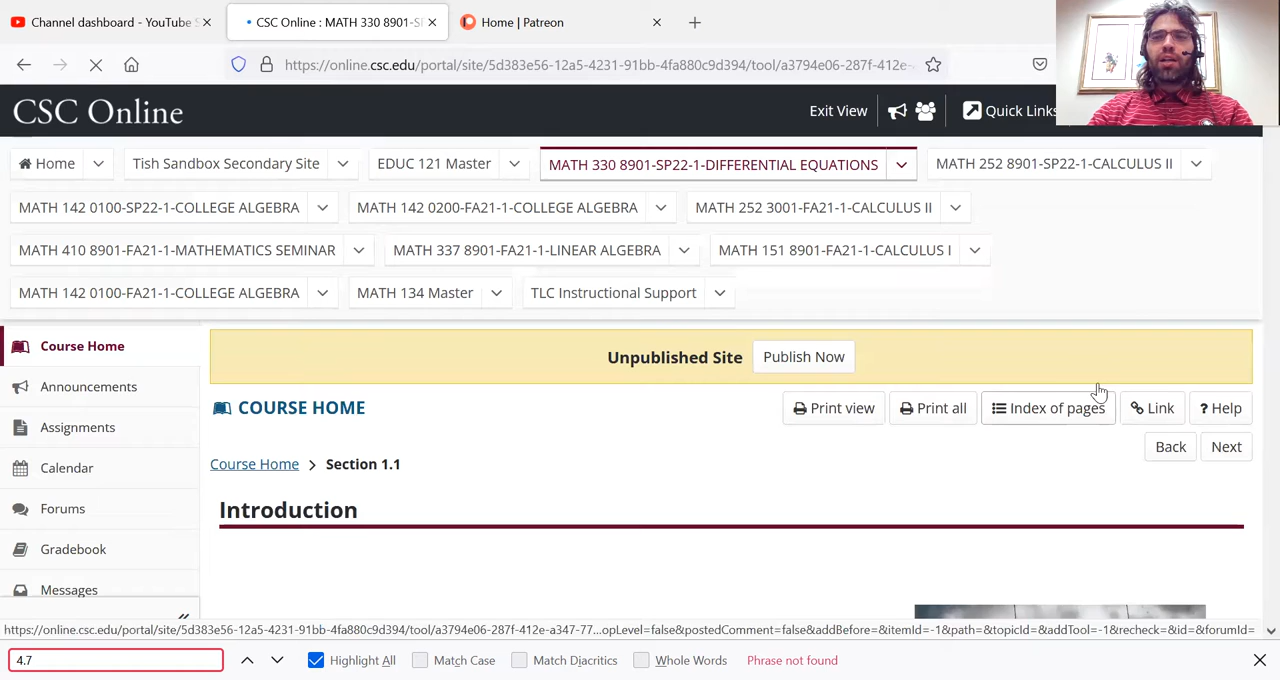 Channel dashboard - YouTube S
CSC Online : MATH 330 8901-S
Home | Patreon
https://online.csc.edu/portal/site/5d383e56-12a5-4231-91bb-4fa880c9d394/tool/a3794e06-287f-412e-
CSC Online
Exit View
Quick Links
Home
Tish Sandbox Secondary Site
EDUC 121 Master
MATH 330 8901-SP22-1-DIFFERENTIAL EQUATIONS
MATH 252 8901-SP22-1-CALCULUS II
MATH 142 0100-SP22-1-COLLEGE ALGEBRA
MATH 142 0200-FA21-1-COLLEGE ALGEBRA
MATH 252 3001-FA21-1-CALCULUS II
MATH 410 8901-FA21-1-MATHEMATICS SEMINAR
MATH 337 8901-FA21-1-LINEAR ALGEBRA
MATH 151 8901-FA21-1-CALCULUS I
MATH 142 0100-FA21-1-COLLEGE ALGEBRA
MATH 134 Master
TLC Instructional Support
Course Home
Announcements
Assignments
Calendar
Forums
Gradebook
Messages
Unpublished Site
Publish Now
COURSE HOME
Print view
Print all
Index of pages
Link
? Help
Back
Next
Course Home > Section 1.1
Introduction
https://online.csc.edu/portal/site/5d383e56-12a5-4231-91bb-4fa880c9d394/tool/a3794e06-a347-77...opLevel=false&postedComment=false&addBefore=&itemId=-1&path=&topicId=&addTool=-1&recheck=&id=&forumId=
4.7
Highlight All
Match Case
Match Diacritics
Whole Words
Phrase not found